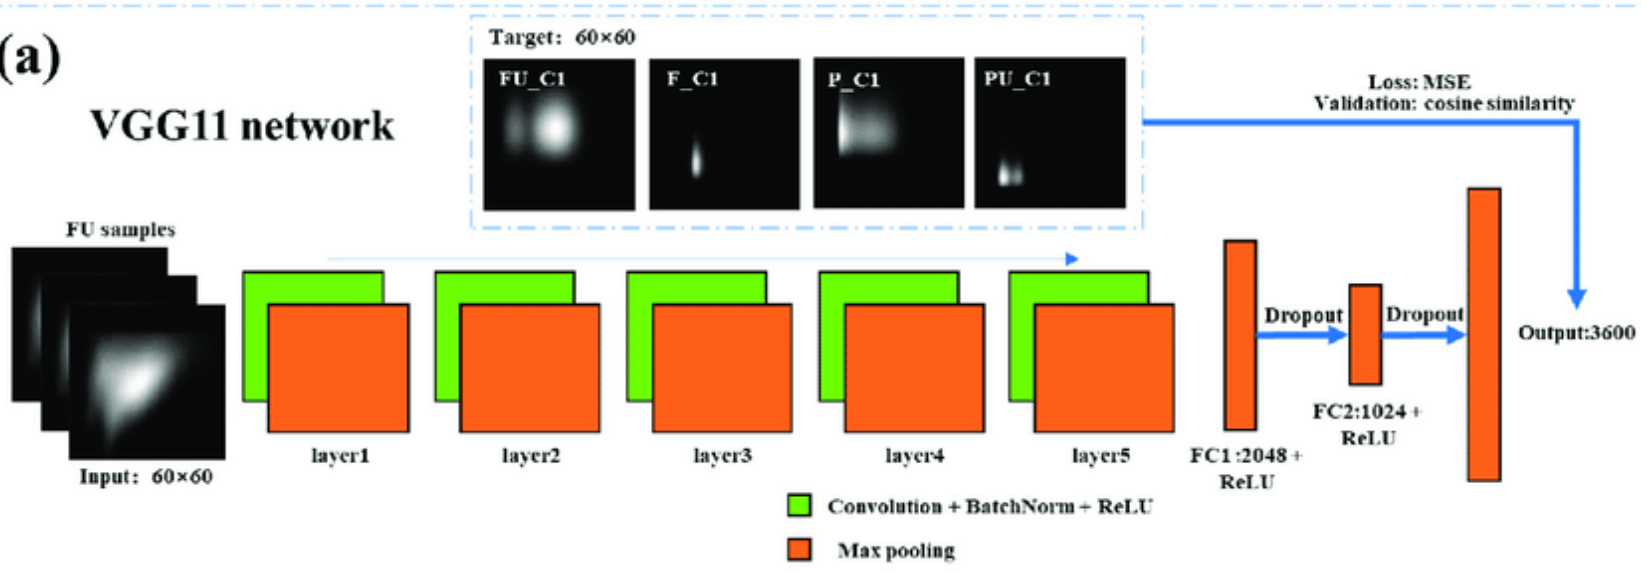 (a)
VGG11 network
Target: 60×60
FU_C1
F_C1
P_C1
PU_C1
Loss: MSE
Validation: cosine similarity
FU samples
Input: 60×60
layer1
layer2
layer3
layer4
layer5
Dropout
Dropout
FC1:2048 +
ReLU
FC2:1024 +
ReLU
Output:3600
Convolution + BatchNorm + ReLU
Max pooling